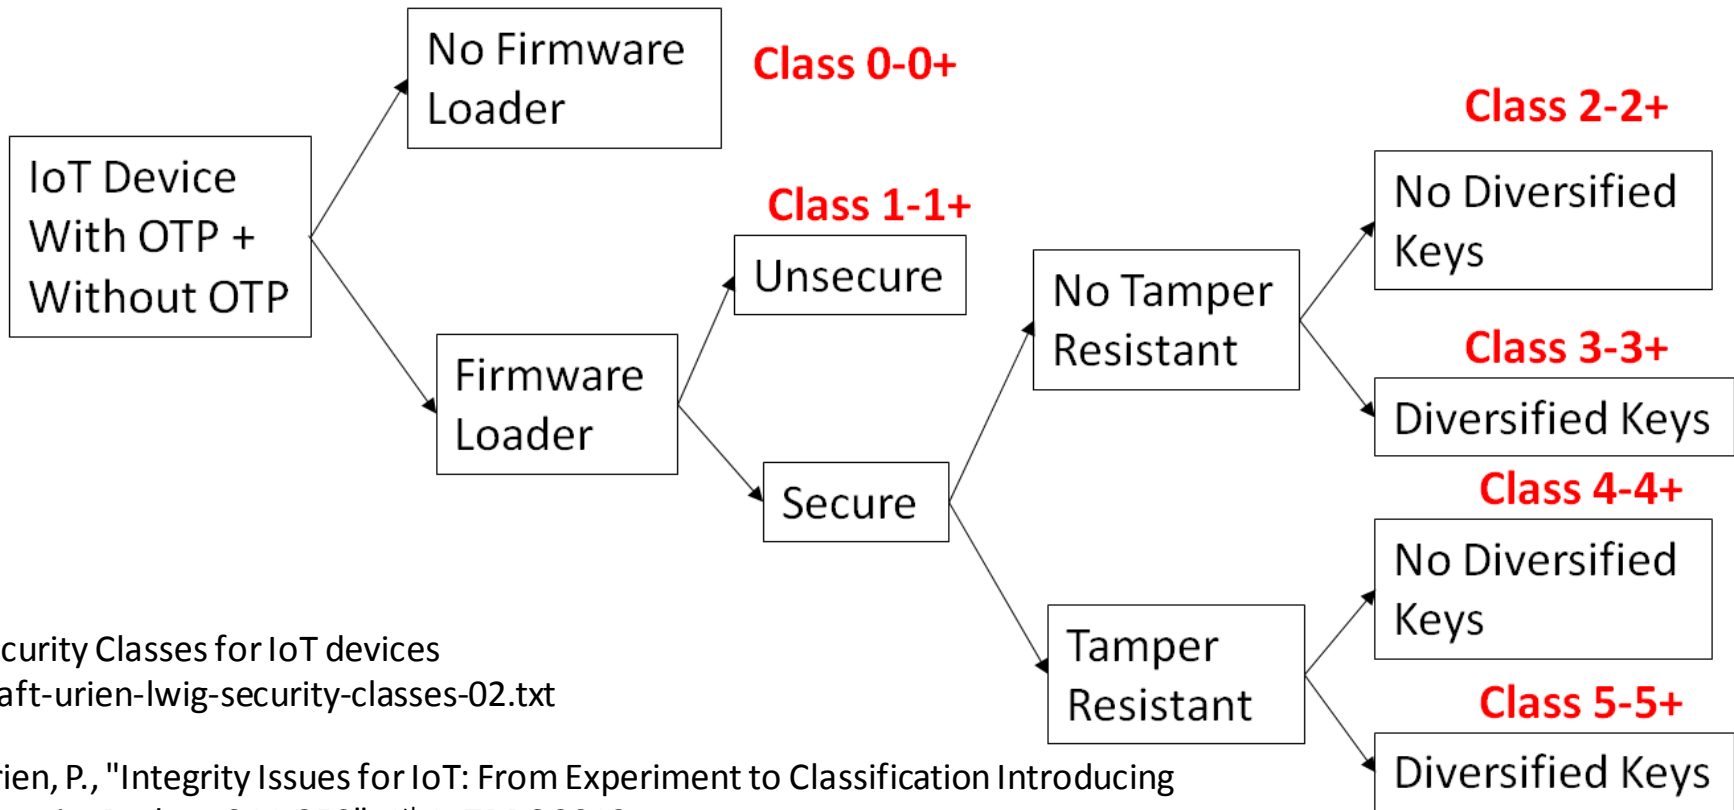 No Firmware
Loader
Class 0-0+
IoT Device
With OTP +
Without OTP
Class 1-1+
Unsecure
Firmware
Loader
Secure
No Tamper
Resistant
Tamper
Resistant
Class 2-2+
No Diversified
Keys
Class 3-3+
Diversified Keys
Class 4-4+
No Diversified
Keys
Class 5-5+
Diversified Keys
curity Classes for IoT devices
aft-urien-lwig-security-classes-02.txt
rien, P., "Integrity Issues for IoT: From Experiment to Classification Introducing